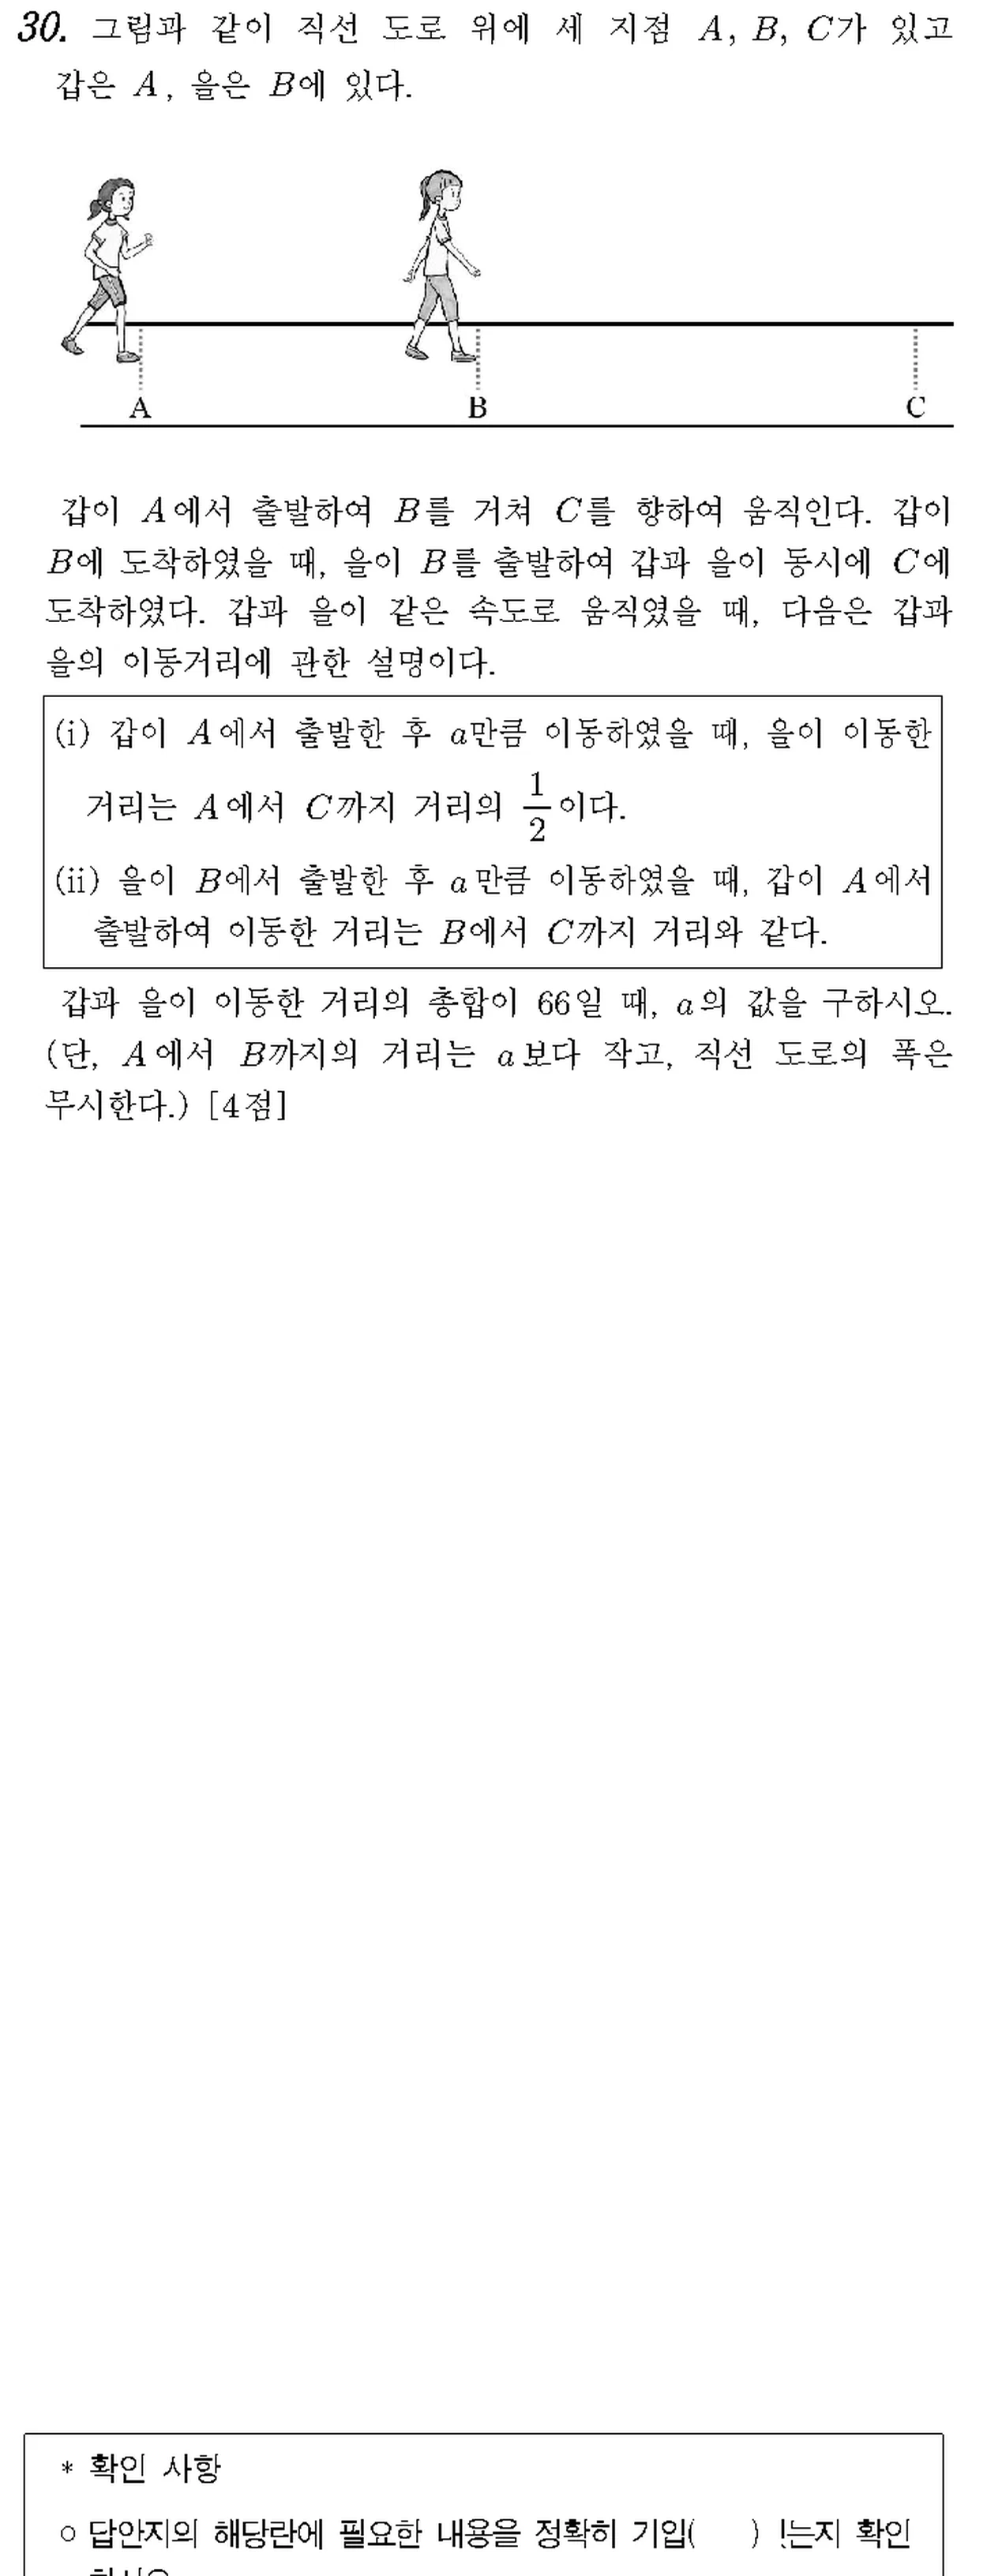 30. 그림과 같이 직선 도로 위에 세 지점 A, B, C가 있고
갑은 A, 을은 B에 있다.
A B C
갑이 A에서 출발하여 B를 거쳐 C를 향하여 움직인다. 갑이
B에 도착하였을 때, 을이 B를 출발하여 갑과 을이 동시에 C에
도착하였다. 갑과 을이 같은 속도로 움직였을 때, 다음은 갑과
을의 이동거리에 관한 설명이다.
(i) 갑이 A에서 출발한 후 a만큼 이동하였을 때, 을이 이동한
거리는 A에서 C까지 거리의 1/2이다.
(ii) 을이 B에서 출발한 후 a만큼 이동하였을 때, 갑이 A에서
출발하여 이동한 거리는 B에서 C까지 거리와 같다.
갑과 을이 이동한 거리의 총합이 66일 때, a의 값을 구하시오.
(단, A에서 B까지의 거리는 a보다 작고, 직선 도로의 폭은
무시한다.) [4점]
* 확인 사항
○ 답안지의 해당란에 필요한 내용을 정확히 기입( ) 는지 확인